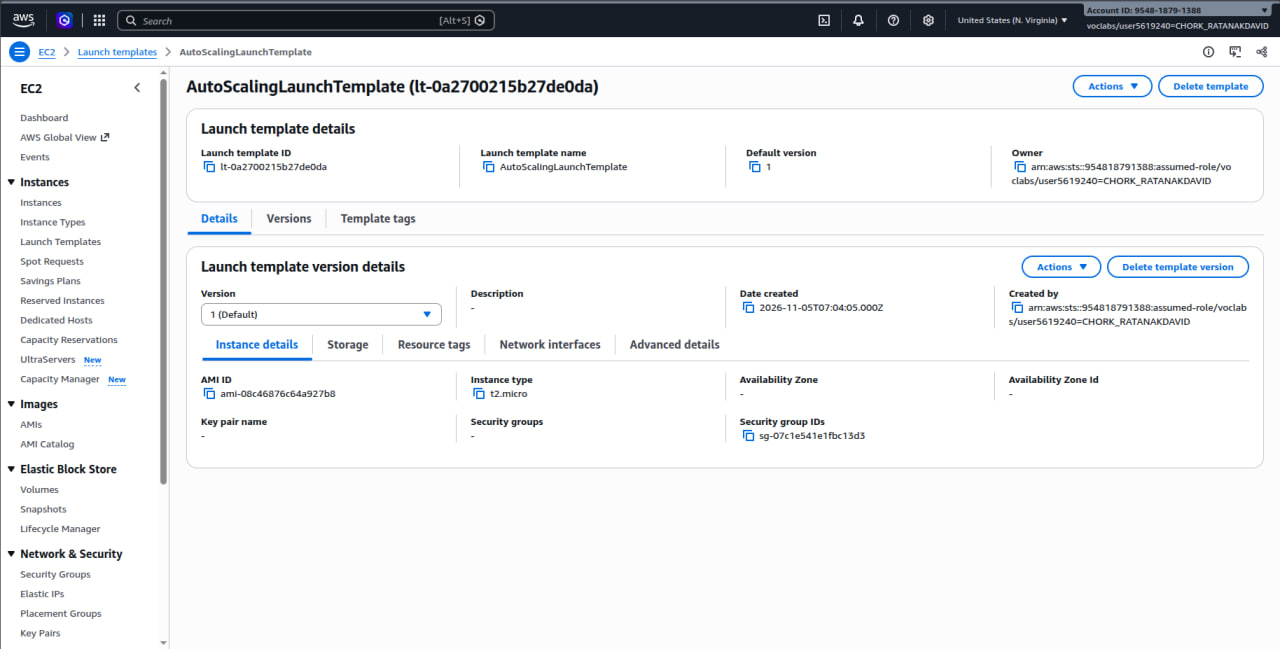 aws
Search
[Alt+S]
United States (N. Virginia)
Account ID: 9548-1879-1388
voclabs/user5619240=CHORK_RATANAKDAVID
EC2
Launch templates
AutoScalingLaunchTemplate
EC2
Dashboard
AWS Global View
Events
Instances
Instances
Instance Types
Launch Templates
Spot Requests
Savings Plans
Reserved Instances
Dedicated Hosts
Capacity Reservations
UltraServers New
Capacity Manager New
Images
AMIs
AMI Catalog
Elastic Block Store
Volumes
Snapshots
Lifecycle Manager
Network & Security
Security Groups
Elastic IPs
Placement Groups
Key Pairs
AutoScalingLaunchTemplate (lt-0a2700215b27de0da)
Actions
Delete template
Launch template details
Launch template ID
lt-0a2700215b27de0da
Launch template name
AutoScalingLaunchTemplate
Default version
1
Owner
arn:aws:sts::954818791388:assumed-role/vo
clabs/user5619240=CHORK_RATANAKDAVID
Details
Versions
Template tags
Launch template version details
Actions
Delete template version
Version
1 (Default)
Description
-
Date created
2026-11-05T07:04:05.000Z
Created by
arn:aws:sts::954818791388:assumed-role/voclab
s/user5619240=CHORK_RATANAKDAVID
Instance details
Storage
Resource tags
Network interfaces
Advanced details
AMI ID
ami-08c46876c64a927b8
Instance type
t2.micro
Availability Zone
-
Availability Zone Id
-
Key pair name
-
Security groups
-
Security group IDs
sg-07c1e541e1fbc13d3